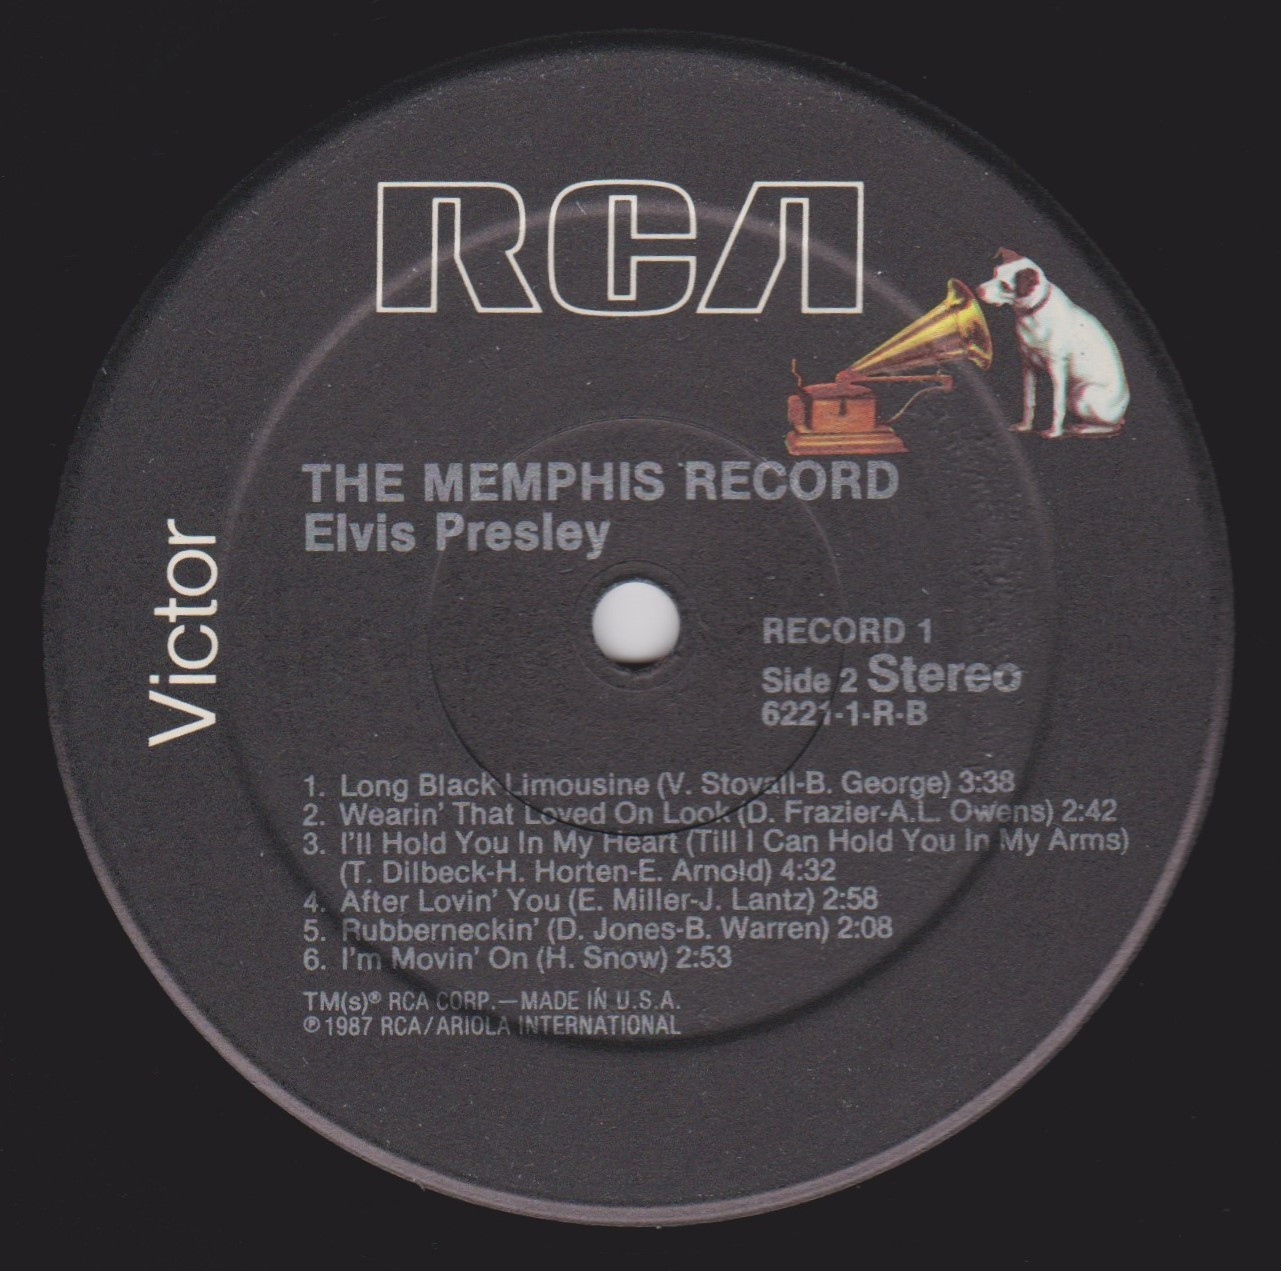 RCA
Victor
THE MEMPHIS RECORD
Elvis Presley
RECORD 1
Side 2 Stereo
6221-1-R-B
1. Long Black Limousine (V. Stovall-B. George) 3:38
2. Wearin' That Loved On Look (D. Frazier-A.L. Owens) 2:42
3. I'll Hold You In My Heart (Till I Can Hold You In My Arms)
(T. Dilbeck-H. Horten-E. Arnold) 4:32
4. After Lovin' You (E. Miller-J. Lantz) 2:58
5. Rubberneckin' (D. Jones-B. Warren) 2:08
6. I'm Movin' On (H. Snow) 2:53
TM(s)® RCA CORP.—MADE IN U.S.A.
℗ 1987 RCA/ARIOLA INTERNATIONAL